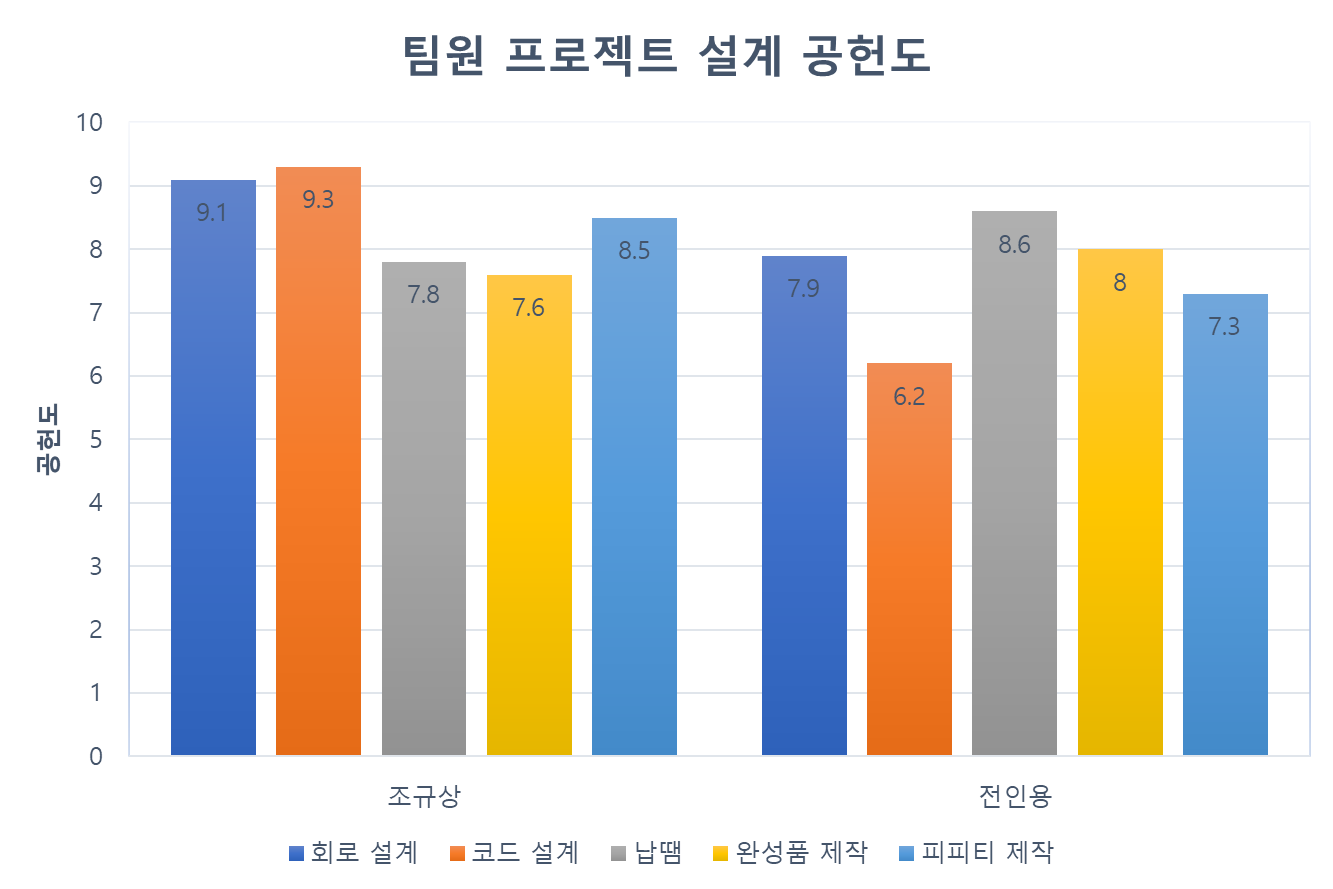 팀원 프로젝트 설계 공헌도
10
9
8
7
6
5
4
3
2
1
0
공헌도
9.1
9.3
7.8
7.6
8.5
7.9
6.2
8.6
8
7.3
조규상
전인용
회로 설계
코드 설계
납땜
완성품 제작
피피티 제작